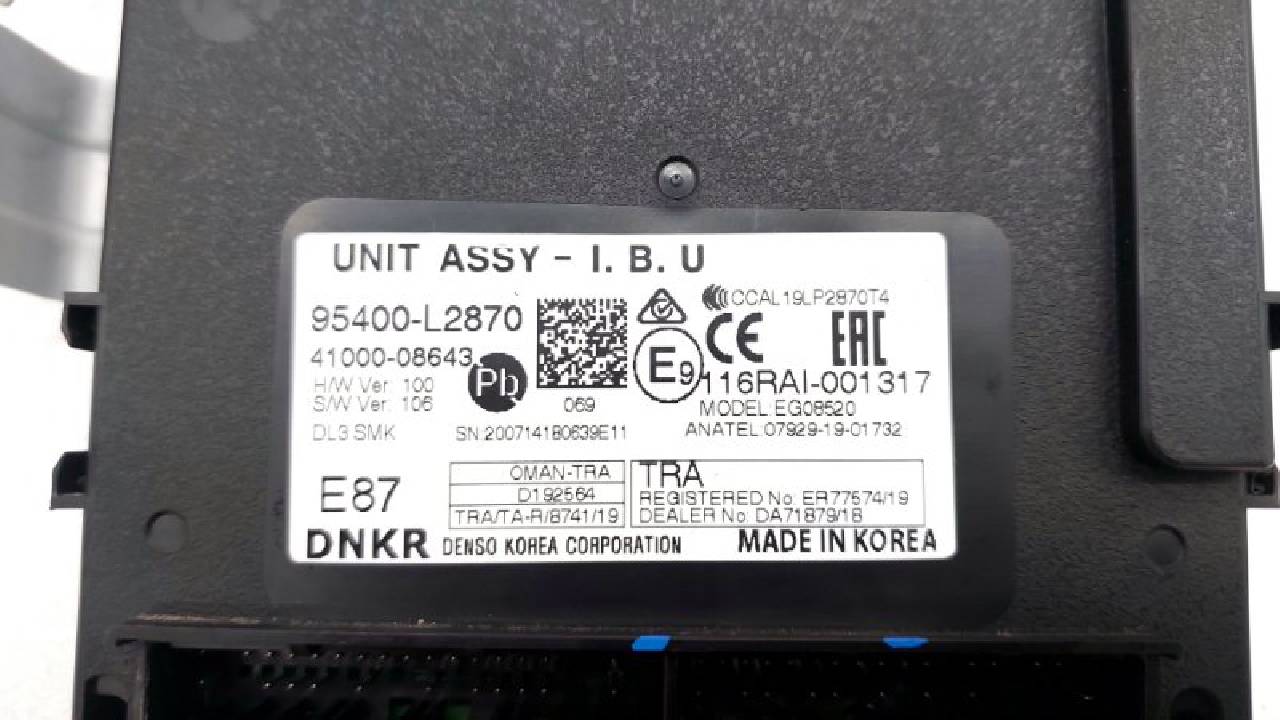 UNIT ASSY - I. B. U
95400-L2870
CCAL19LP2870T4
41000-08643
Pb
CE
EAC
E9
116RAI-001317
H/W Ver: 100
S/W Ver: 106
069
MODEL:EG08520
DL3 SMK
SN:200714180639E11
ANATEL:07929-19-01732
E87
OMAN-TRA
D192564
TRA/TA-R/8741/19
TRA
REGISTERED No: ER77574/19
DEALER No: DA71879/18
DNKR DENSO KOREA CORPORATION
MADE IN KOREA